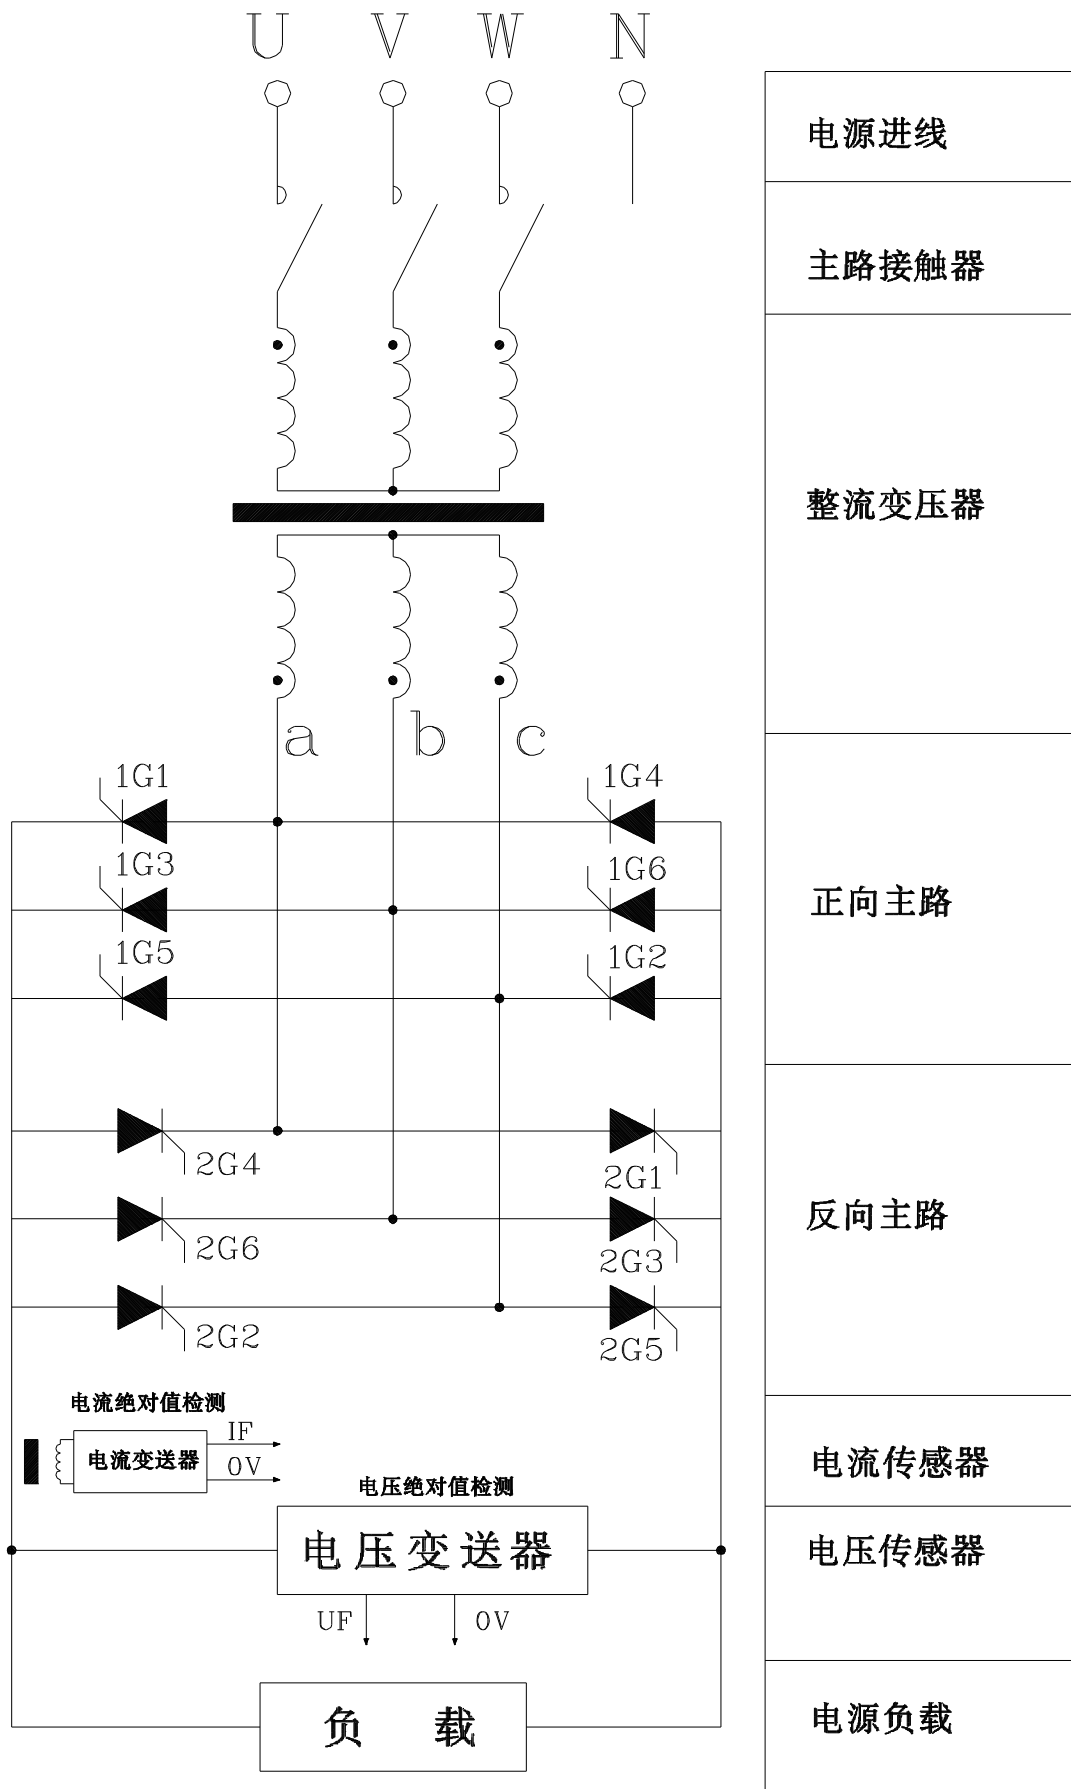 U V W N
电源进线
主路接触器
整流变压器
a b c
1G1 1G4
1G3 1G6
正向主路
1G5 1G2
2G4 2G1
反向主路
2G6 2G3
2G2 2G5
电流绝对值检测
IF
电流变送器
0V
电流传感器
电压绝对值检测
电压变送器
电压传感器
UF 0V
负载
电源负载